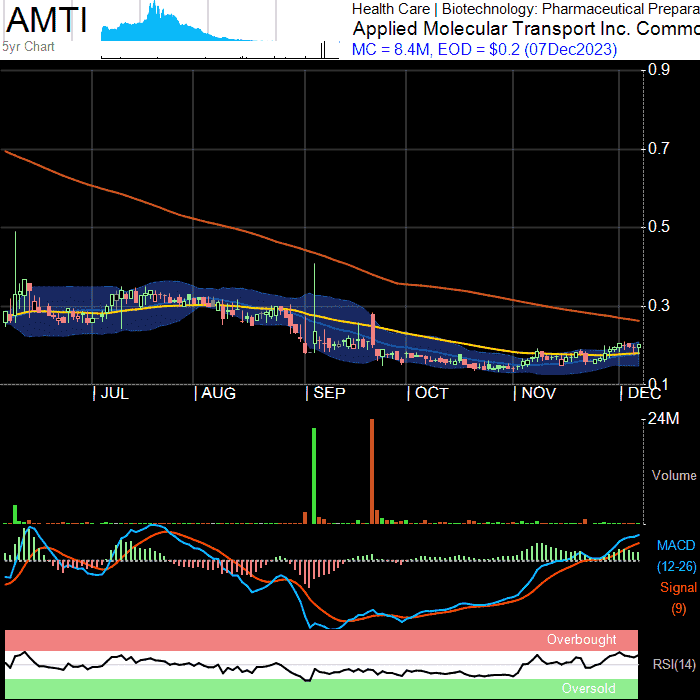 AMTI
5yr Chart
Health Care | Biotechnology: Pharmaceutical Prepara
Applied Molecular Transport Inc. Commo
MC = 8.4M, EOD = $0.2 (07Dec2023)
0.9
0.7
0.5
0.3
0.1
JUL AUG SEP OCT NOV DEC
24M
Volume
MACD
(12-26)
Signal
(9)
Overbought
RSI(14)
Oversold